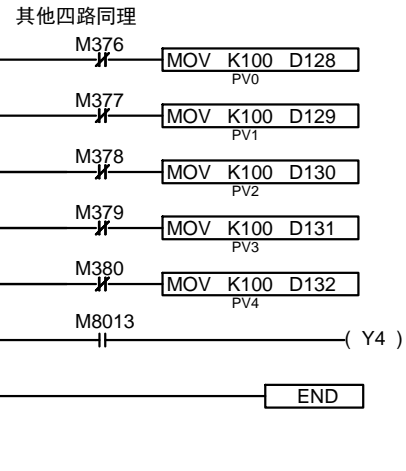 其他四路同理
M376
MOV K100 D128
PV0
M377
MOV K100 D129
PV1
M378
MOV K100 D130
PV2
M379
MOV K100 D131
PV3
M380
MOV K100 D132
PV4
M8013
( Y4 )
END